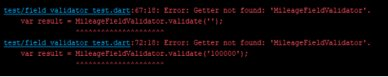 test/field_validator_test.dart:67:18: Error: Getter not found: 'MileageFieldValidator'.
var result = MileageFieldValidator.validate('');
^^^^^^^^^^^^^^^^^^^^^
test/field_validator_test.dart:72:18: Error: Getter not found: 'MileageFieldValidator'.
var result = MileageFieldValidator.validate('100000');
^^^^^^^^^^^^^^^^^^^^^